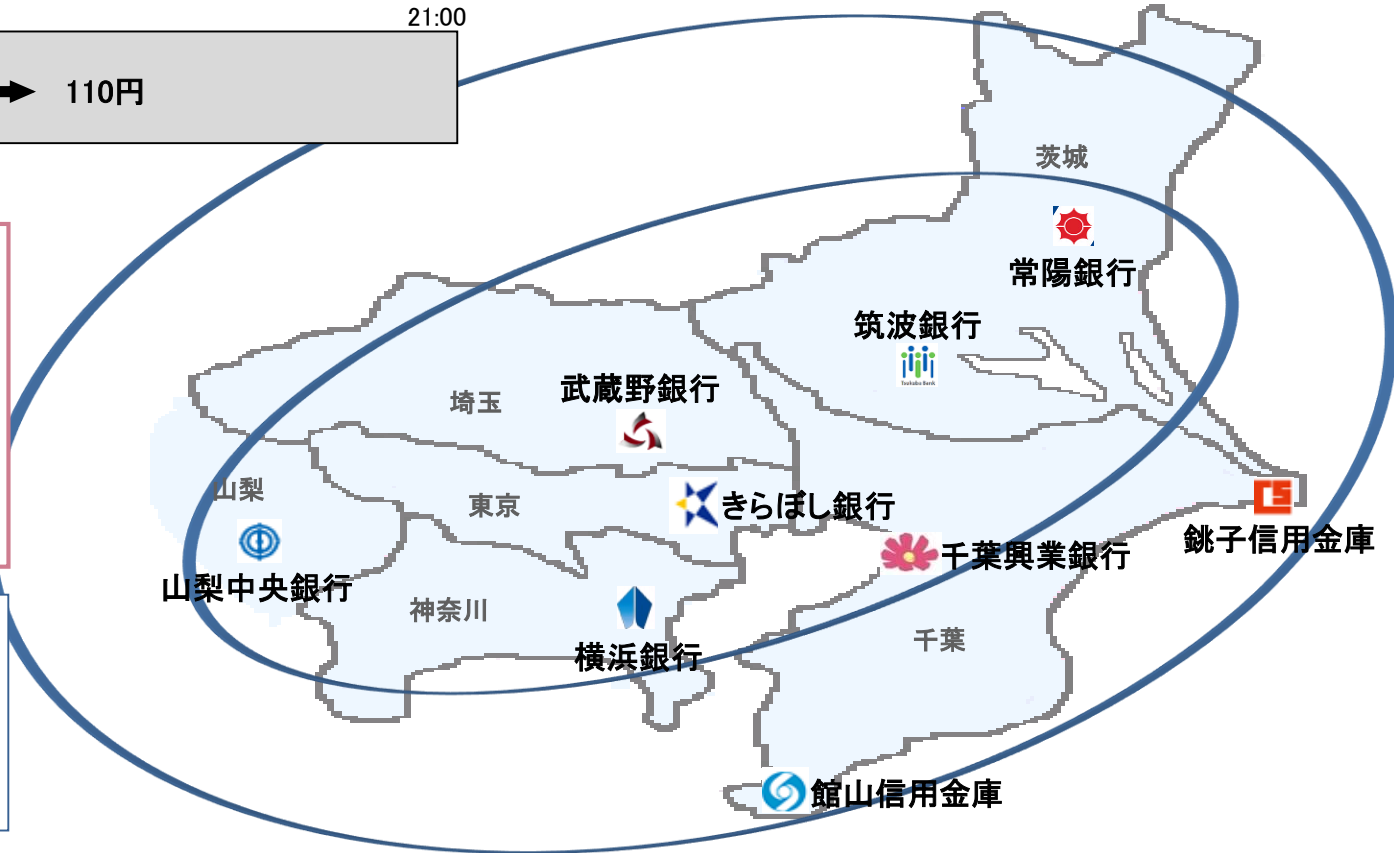 21:00
110円
茨城
常陽銀行
筑波銀行
Tsukuba Bank
武蔵野銀行
埼玉
山梨
東京
きらぼし銀行
銚子信用金庫
千葉興業銀行
山梨中央銀行
神奈川
千葉
横浜銀行
館山信用金庫